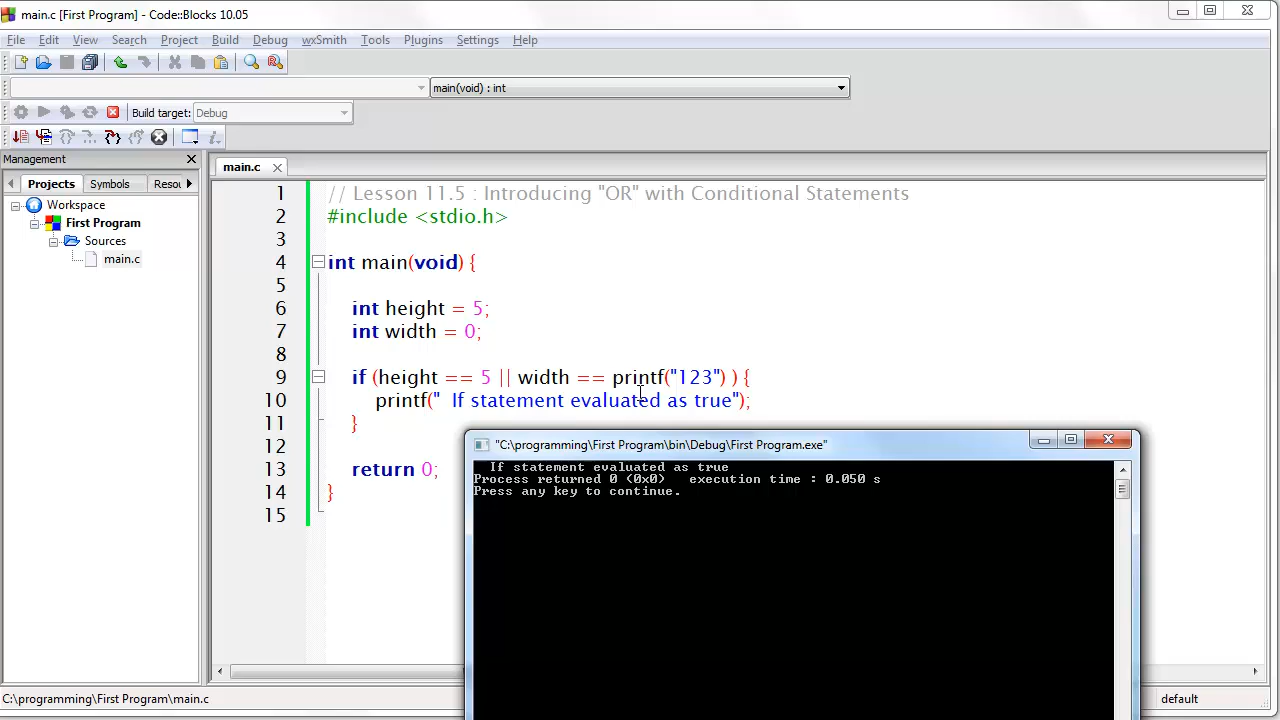 main.c [First Program] - Code::Blocks 10.05
File Edit View Search Project Build Debug wxSmith Tools Plugins Settings Help
main(void) : int
Build target: Debug
Management
main.c
Projects Symbols Resou
Workspace
First Program
Sources
main.c
1 // Lesson 11.5 : Introducing "OR" with Conditional Statements
2 #include <stdio.h>
3
4 int main(void) {
5
6 int height = 5;
7 int width = 0;
8
9 if (height == 5 || width == printf("123") ) {
10 printf("  If statement evaluated as true");
11 }
12
13 return 0;
14 }
15
"C:\programming\First Program\bin\Debug\First Program.exe"
If statement evaluated as true
Process returned 0 (0x0)   execution time : 0.050 s
Press any key to continue.
C:\programming\First Program\main.c
default